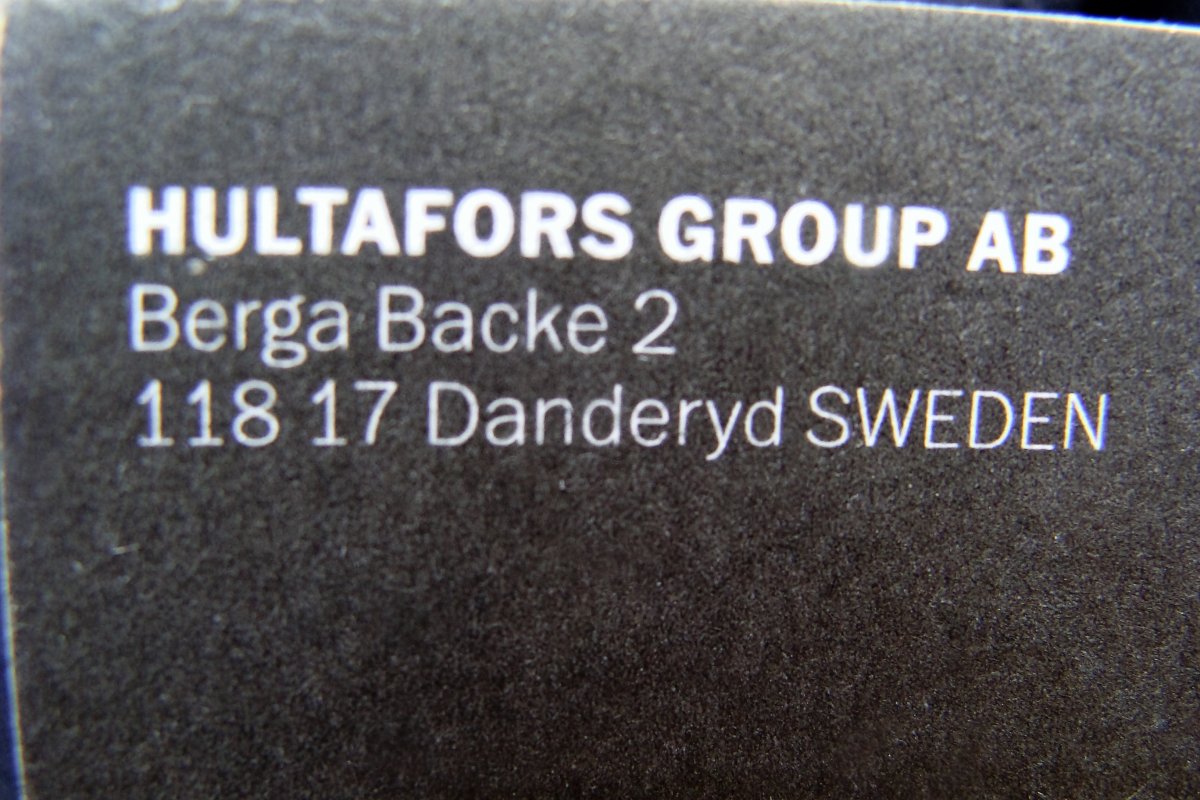 HULTAFORS GROUP AB
Berga Backe 2
118 17 Danderyd SWEDEN